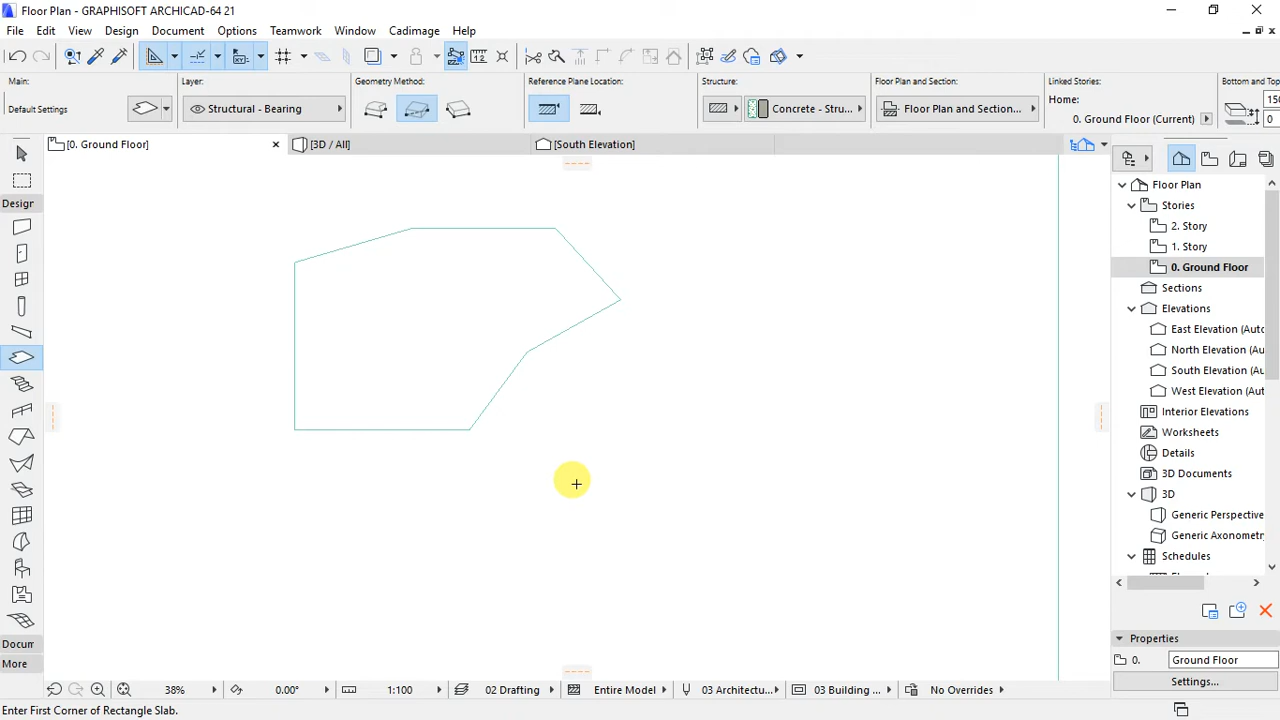 Floor Plan - GRAPHISOFT ARCHICAD-64 21
File Edit View Design Document Options Teamwork Window Cadimage Help
Main: Layer: Geometry Method: Reference Plane Location: Structure: Floor Plan and Section: Linked Stories: Bottom and To
Default Settings Structural - Bearing Concrete - Stru... Floor Plan and Section... Home: 150
0. Ground Floor (Current) 0
[0. Ground Floor] [3D / All] [South Elevation]
Design
Docum
More
Floor Plan
Stories
2. Story
1. Story
0. Ground Floor
Sections
Elevations
East Elevation (Auto
North Elevation (Au
South Elevation (Au
West Elevation (Aut
Interior Elevations
Worksheets
Details
3D Documents
3D
Generic Perspective
Generic Axonometr
Schedules
Properties
0. Ground Floor
Settings...
38% 0.00° 1:100 02 Drafting Entire Model 03 Architectu... 03 Building ... No Overrides
Enter First Corner of Rectangle Slab.